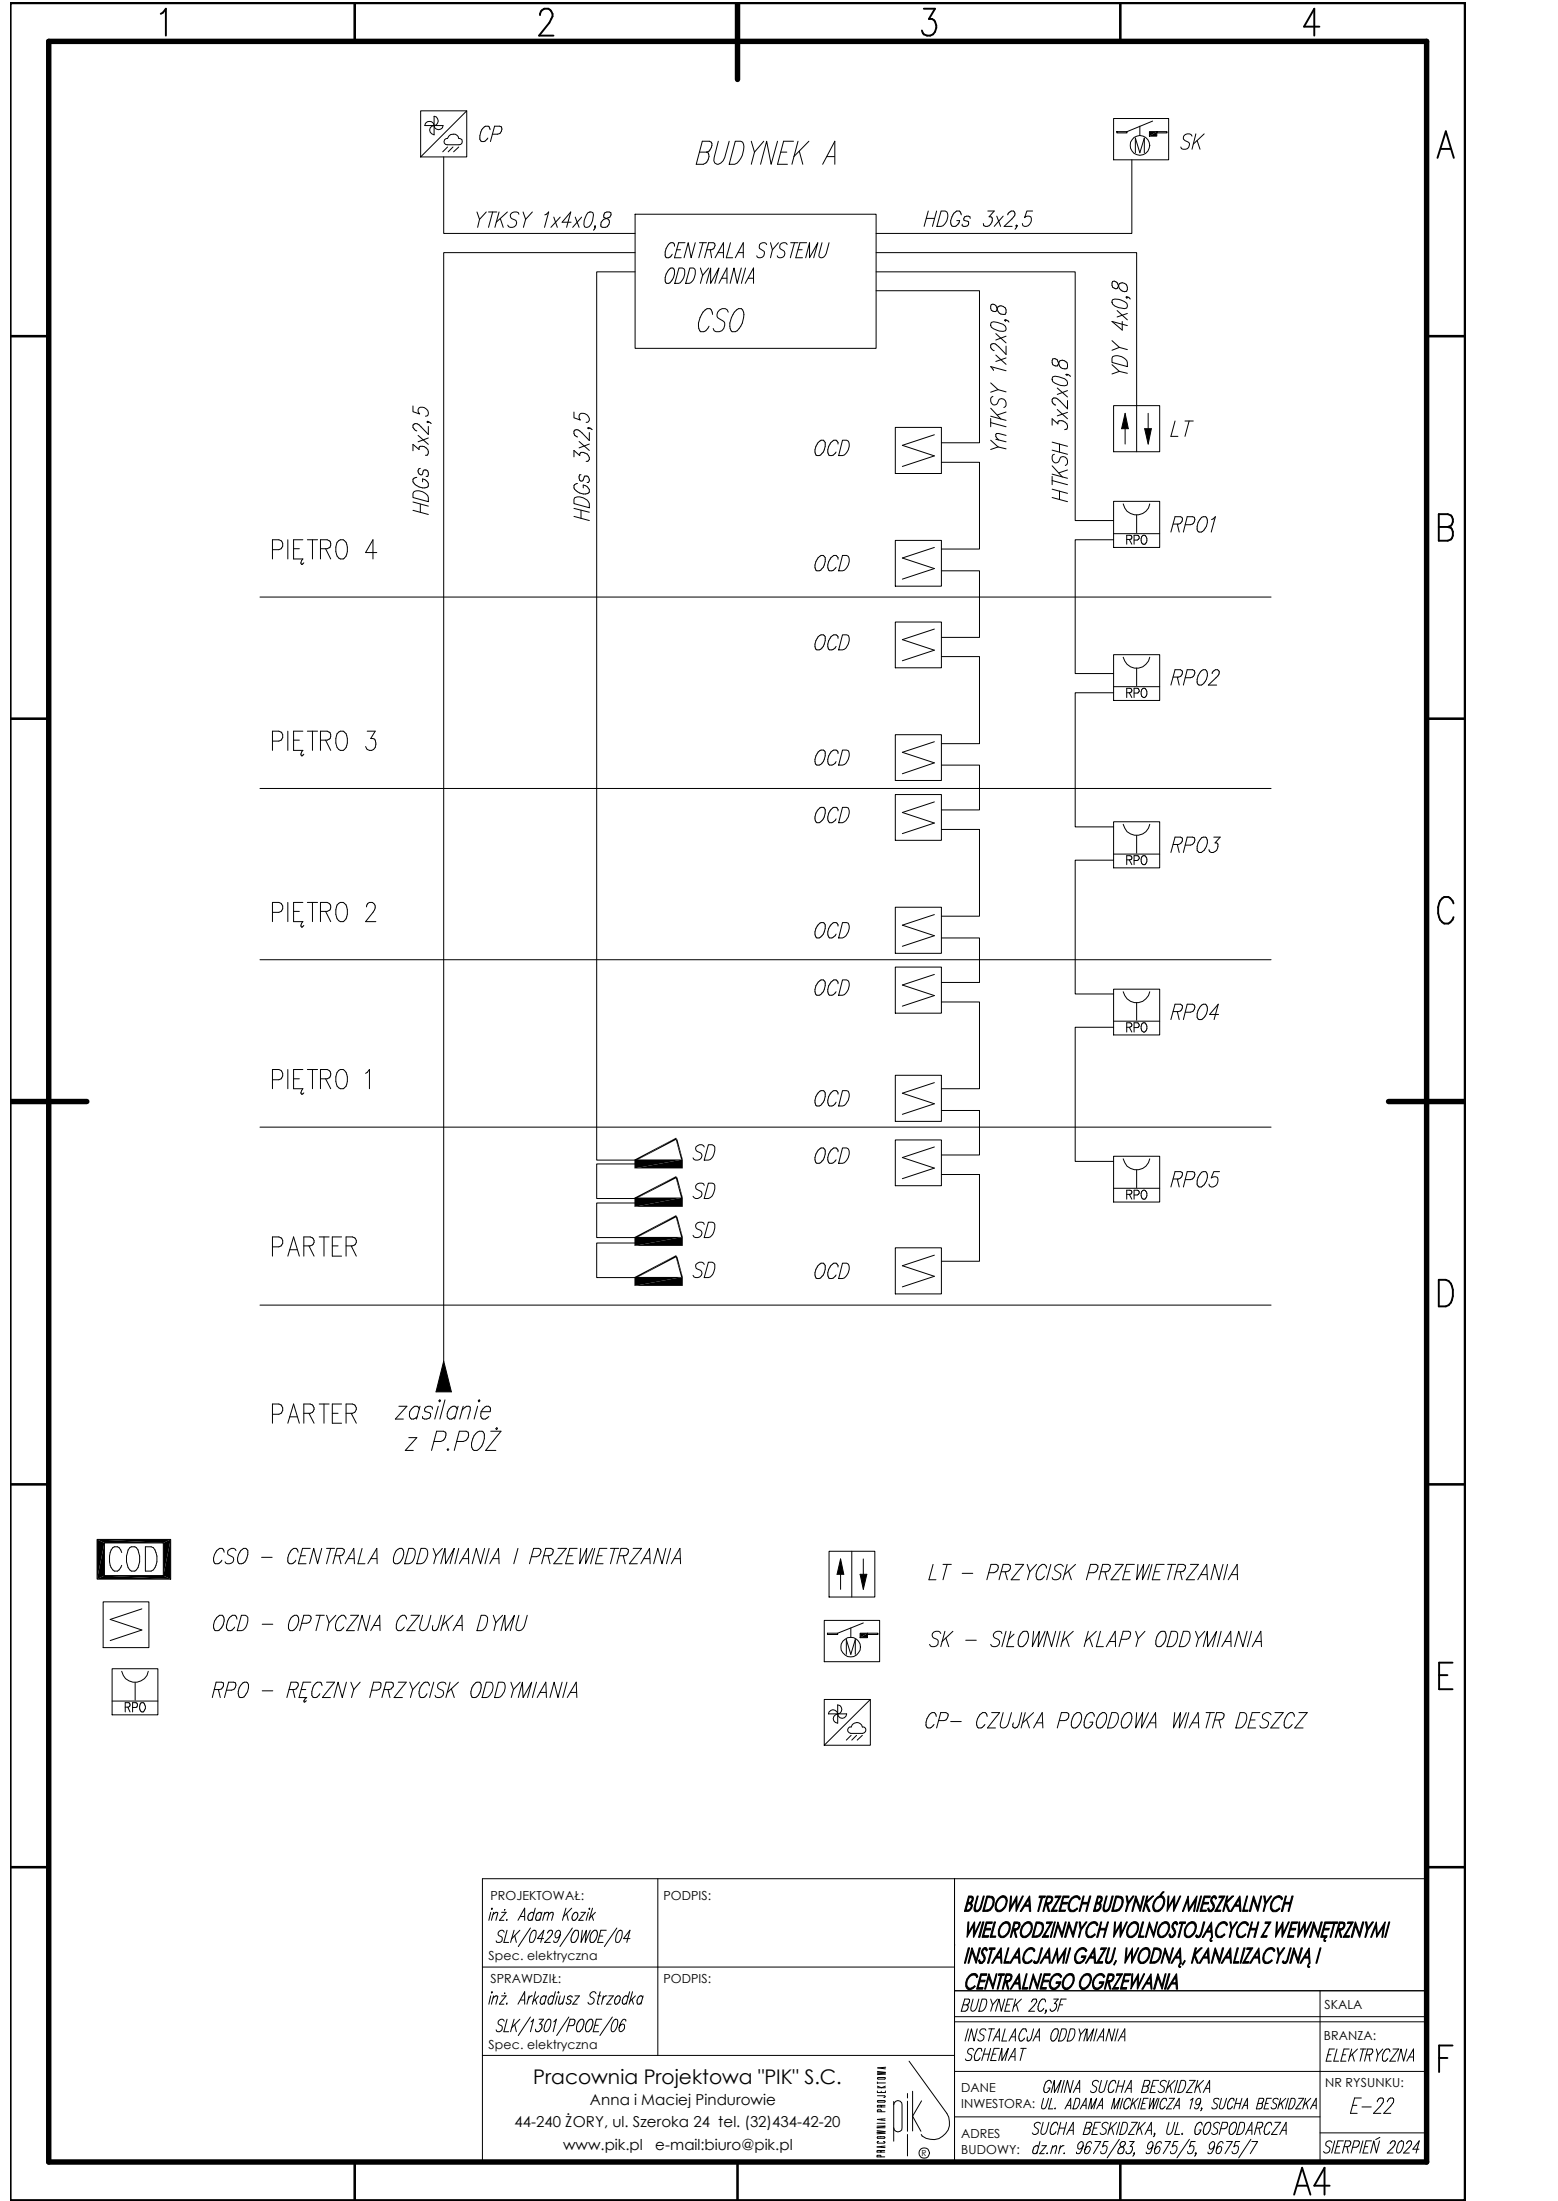 1 2 3 4
A
B
C
D
E
F
CP
BUDYNEK A
SK
YTKSY 1x4x0,8
HDGs 3x2,5
CENTRALA SYSTEMU
ODDYMANIA
CSO
YnTKSY 1x2x0,8
YDY 4x0,8
HTKSH 3x2x0,8
HDGs 3x2,5
HDGs 3x2,5
M
LT
OCD
RPO RPO1
PIĘTRO 4
OCD
OCD
RPO RPO2
PIĘTRO 3
OCD
OCD
RPO RPO3
PIĘTRO 2
OCD
OCD
RPO RPO4
PIĘTRO 1
OCD
SD
OCD
RPO RPO5
SD
SD
PARTER
SD
OCD
PARTER
zasilanie
z P.POŻ
COD
CSO – CENTRALA ODDYMIANIA I PRZEWIETRZANIA
OCD – OPTYCZNA CZUJKA DYMU
RPO
RPO – RĘCZNY PRZYCISK ODDYMIANIA
LT – PRZYCISK PRZEWIETRZANIA
M
SK – SIŁOWNIK KLAPY ODDYMIANIA
CP– CZUJKA POGODOWA WIATR DESZCZ
PROJEKTOWAŁ:
inż. Adam Kozik
SLK/0429/OWOE/04
Spec. elektryczna
PODPIS:
SPRAWDZIŁ:
inż. Arkadiusz Strzodka
SLK/1301/POOE/06
Spec. elektryczna
PODPIS:
Pracownia Projektowa "PIK" S.C.
Anna i Maciej Pindurowie
44-240 ŻORY, ul. Szeroka 24 tel. (32)434-42-20
www.pik.pl e-mail:biuro@pik.pl
PRACOWNIA PROJEKTOWA
pik
®
BUDOWA TRZECH BUDYNKÓW MIESZKALNYCH
WIELORODZINNYCH WOLNOSTOJĄCYCH Z WEWNĘTRZNYMI
INSTALACJAMI GAZU, WODNĄ, KANALIZACYJNĄ I
CENTRALNEGO OGRZEWANIA
BUDYNEK 2C,3F
SKALA
INSTALACJA ODDYMIANIA
SCHEMAT
BRANZA:
ELEKTRYCZNA
DANE
INWESTORA:
GMINA SUCHA BESKIDZKA
UL. ADAMA MICKIEWICZA 19, SUCHA BESKIDZKA
NR RYSUNKU:
E–22
ADRES
BUDOWY:
SUCHA BESKIDZKA, UL. GOSPODARCZA
dz.nr. 9675/83, 9675/5, 9675/7
SIERPIEŃ 2024
A4